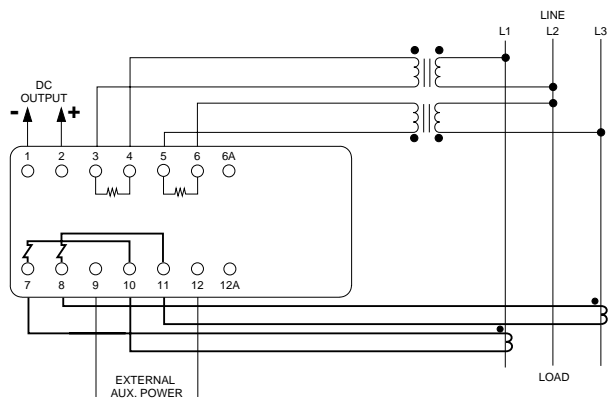 LINE
L1 L2 L3
DC
OUTPUT
- +
1 2 3 4 5 6 6A
7 8 9 10 11 12 12A
EXTERNAL
AUX. POWER
LOAD